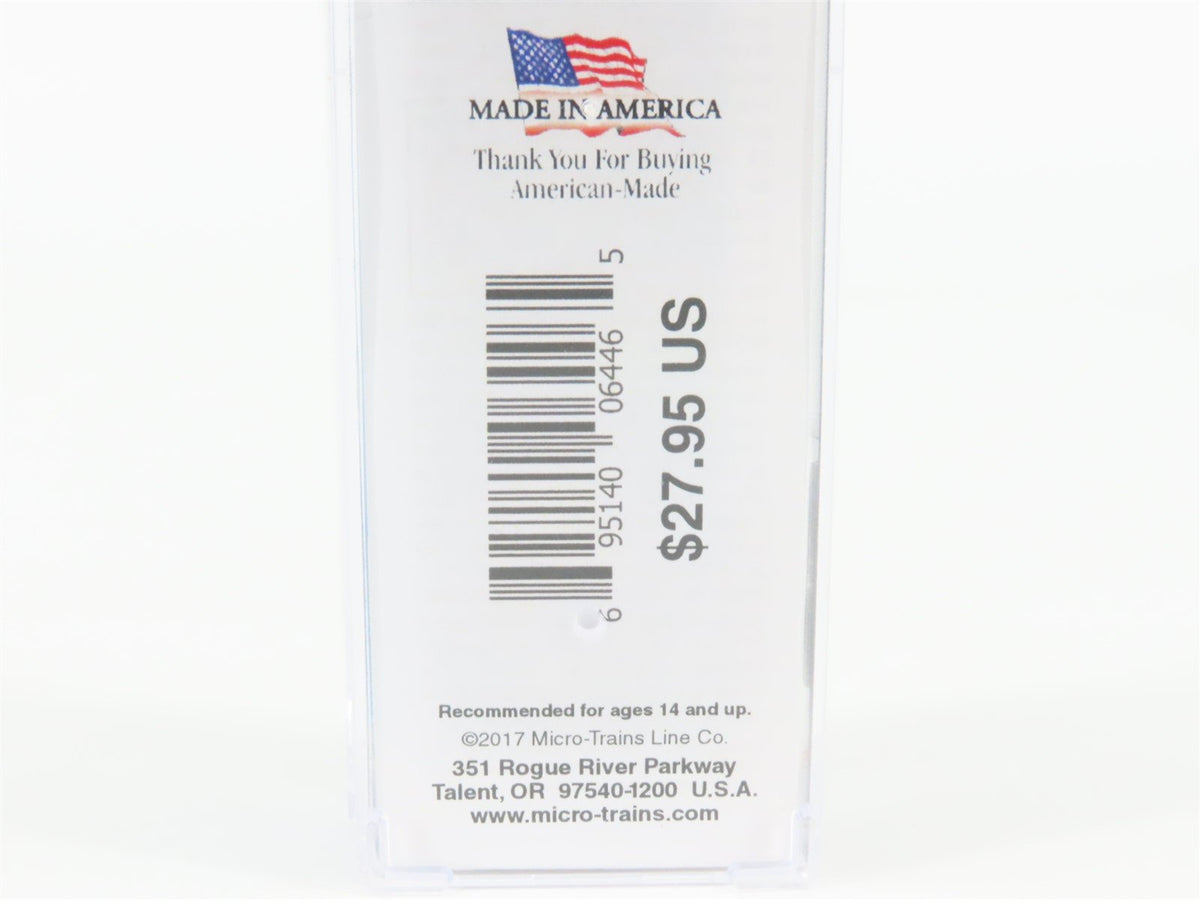 MADE IN AMERICA
Thank You For Buying
American-Made
6 95140 06446 5
$27.95 US
Recommended for ages 14 and up.
©2017 Micro-Trains Line Co.
351 Rogue River Parkway
Talent, OR 97540-1200 U.S.A.
www.micro-trains.com